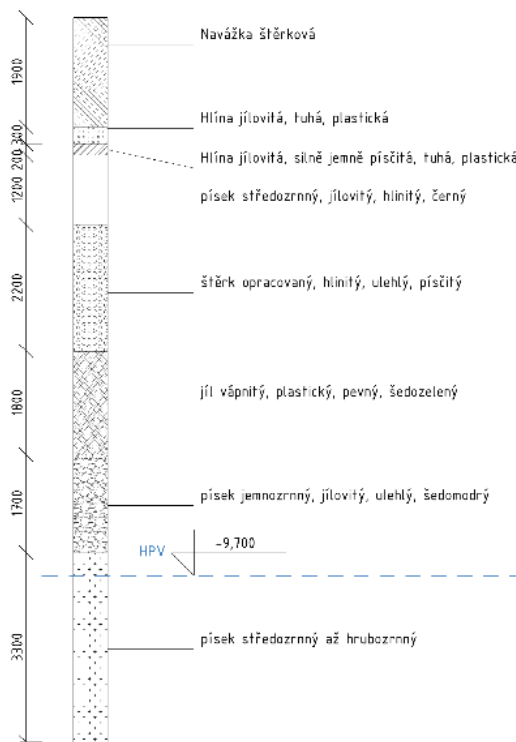 Navážka štěrková
1900
Hlína jílovitá, tuhá, plastická
300
200
Hlína jílovitá, silně jemně písčitá, tuhá, plastická
1200
písek středozrnný, jílovitý, hlinitý, černý
2200
štěrk opracovaný, hlinitý, ulehlý, písčitý
1800
jíl vápnitý, plastický, pevný, šedozelený
1700
písek jemnozrnný, jílovitý, ulehlý, šedomodrý
HPV
-9,700
3300
písek středozrnný až hrubozrnný